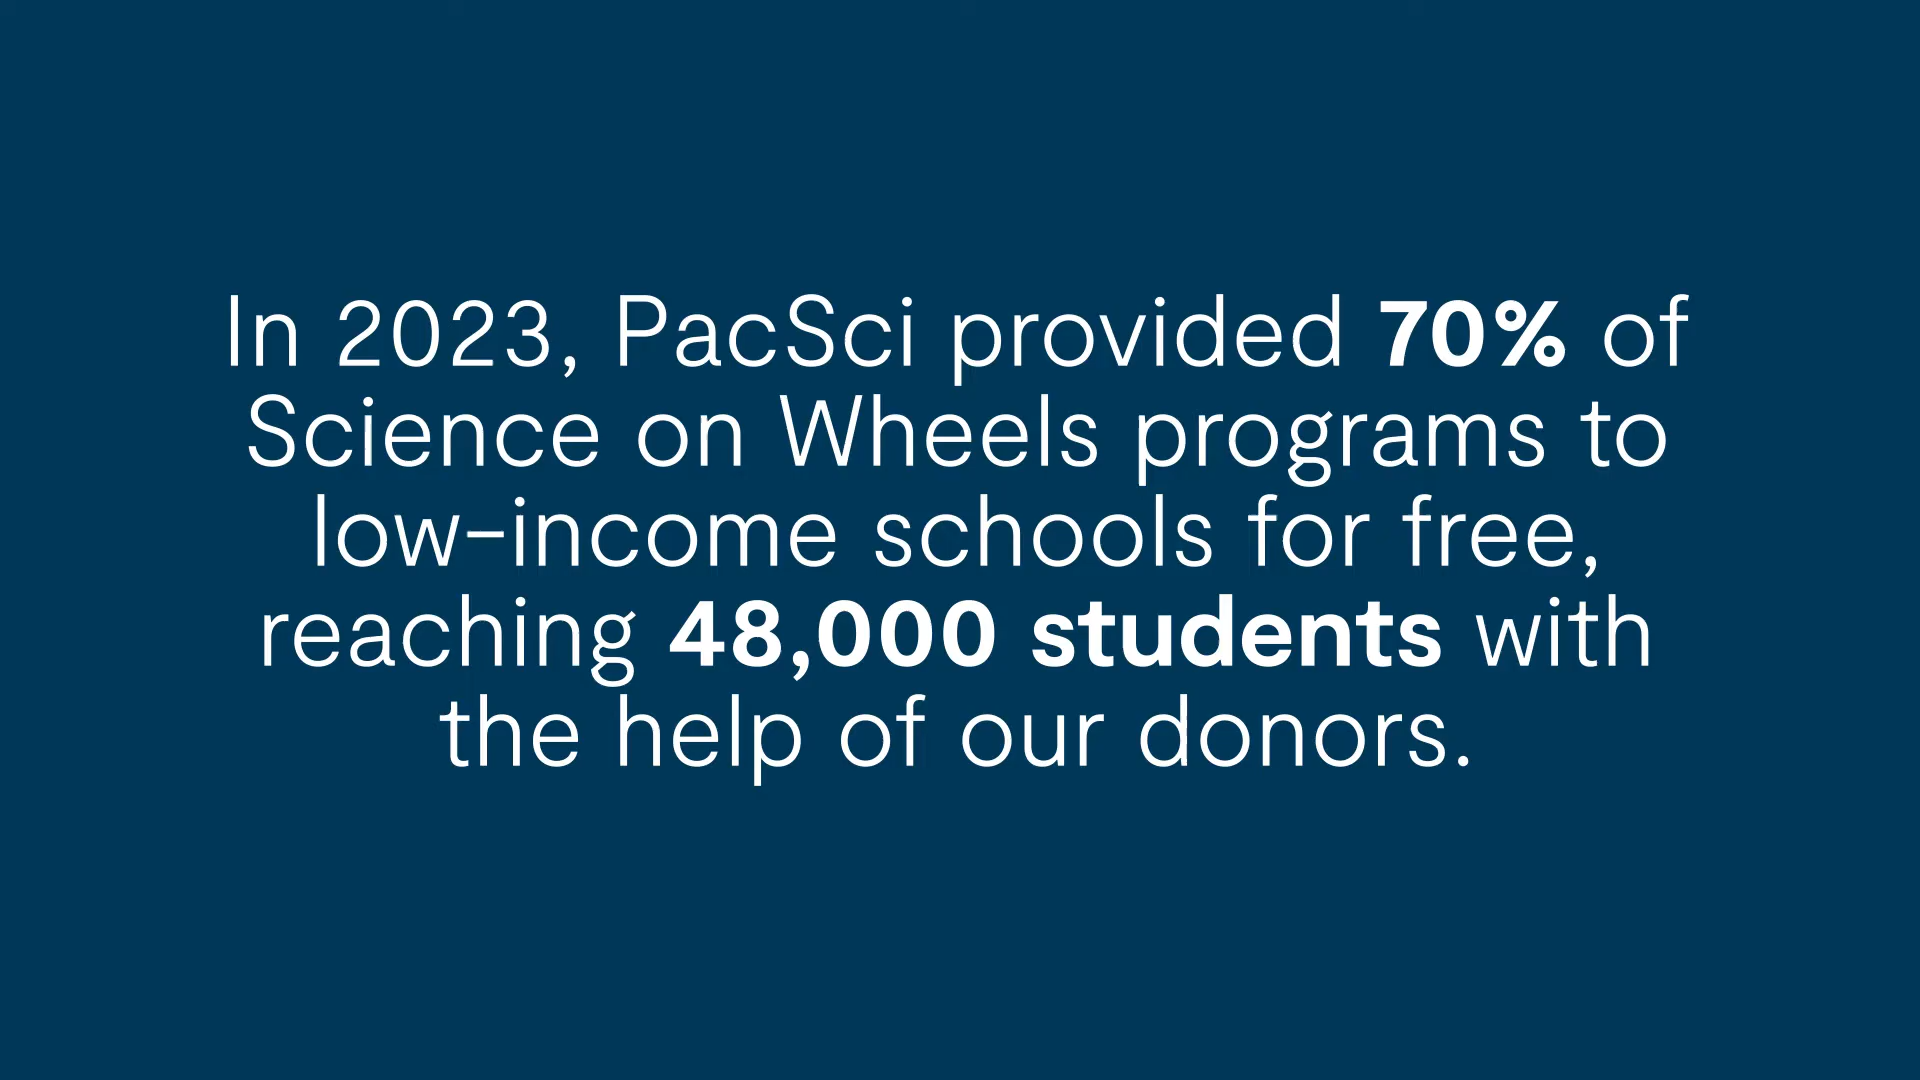 In 2023, PacSci provided 70% of
Science on Wheels programs to
low-income schools for free,
reaching 48,000 students with
the help of our donors.